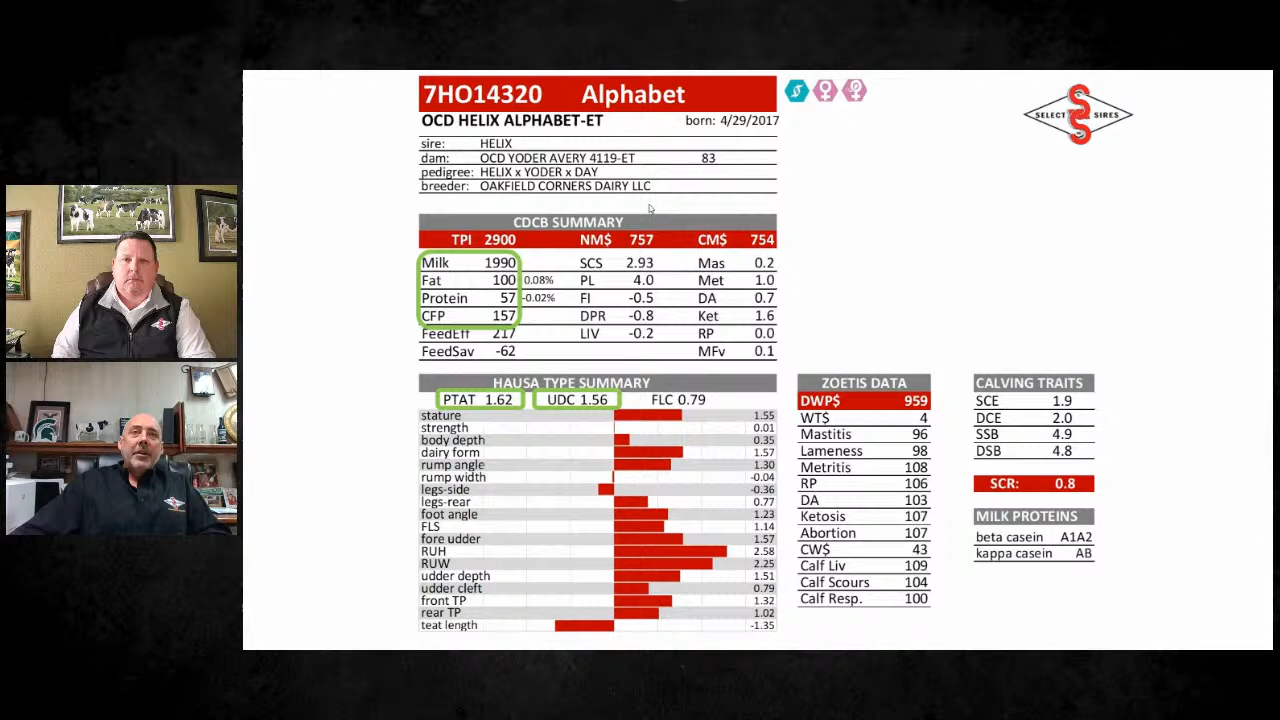 7HO14320 Alphabet
OCD HELIX ALPHABET-ET born: 4/29/2017
sire: HELIX
dam: OCD YODER AVERY 4119-ET 83
pedigree: HELIX x YODER x DAY
breeder: OAKFIELD CORNERS DAIRY LLC
SELECT SIRES
CDCB SUMMARY
TPI 2900 NM$ 757 CM$ 754
Milk 1990 SCS 2.93 Mas 0.2
Fat 100 0.08% PL 4.0 Met 1.0
Protein 57 -0.02% FI -0.5 DA 0.7
CFP 157 DPR -0.8 Ket 1.6
FeedEff 217 LIV -0.2 RP 0.0
FeedSav -62 MFv 0.1
HAUSA TYPE SUMMARY
PTAT 1.62 UDC 1.56 FLC 0.79
stature 1.55
strength 0.01
body depth 0.35
dairy form 1.57
rump angle 1.30
rump width -0.04
legs-side -0.36
legs-rear 0.77
foot angle 1.23
FLS 1.14
fore udder 1.57
RUH 2.58
RUW 2.25
udder depth 1.51
udder cleft 0.79
front TP 1.32
rear TP 1.02
teat length -1.35
ZOETIS DATA
DWP$ 959
WT$ 4
Mastitis 96
Lameness 98
Metritis 108
RP 106
DA 103
Ketosis 107
Abortion 107
CW$ 43
Calf Liv 109
Calf Scours 104
Calf Resp. 100
CALVING TRAITS
SCE 1.9
DCE 2.0
SSB 4.9
DSB 4.8
SCR: 0.8
MILK PROTEINS
beta casein A1A2
kappa casein AB